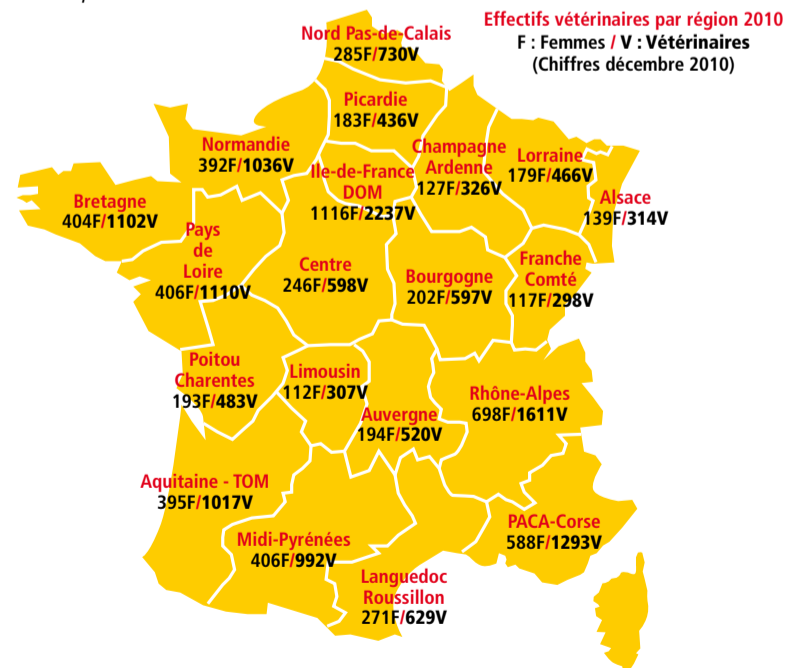 Effectifs vétérinaires par région 2010
F : Femmes / V : Vétérinaires
(Chiffres décembre 2010)
Nord Pas-de-Calais
285F/730V
Picardie
183F/436V
Normandie
392F/1036V
Ile-de-France
DOM
1116F/2237V
Champagne
Ardenne
127F/326V
Lorraine
179F/466V
Alsace
139F/314V
Bretagne
404F/1102V
Pays
de
Loire
406F/1110V
Centre
246F/598V
Bourgogne
202F/597V
Franche
Comté
117F/298V
Poitou
Charentes
193F/483V
Limousin
112F/307V
Auvergne
194F/520V
Rhône-Alpes
698F/1611V
Aquitaine - TOM
395F/1017V
Midi-Pyrénées
406F/992V
Languedoc
Roussillon
271F/629V
PACA-Corse
588F/1293V